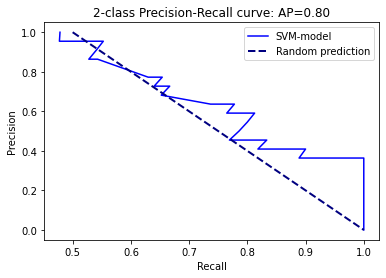 2-class Precision-Recall curve: AP=0.80
SVM-model
Random prediction
Precision
1.0
0.8
0.6
0.4
0.2
0.0
0.5 0.6 0.7 0.8 0.9 1.0
Recall